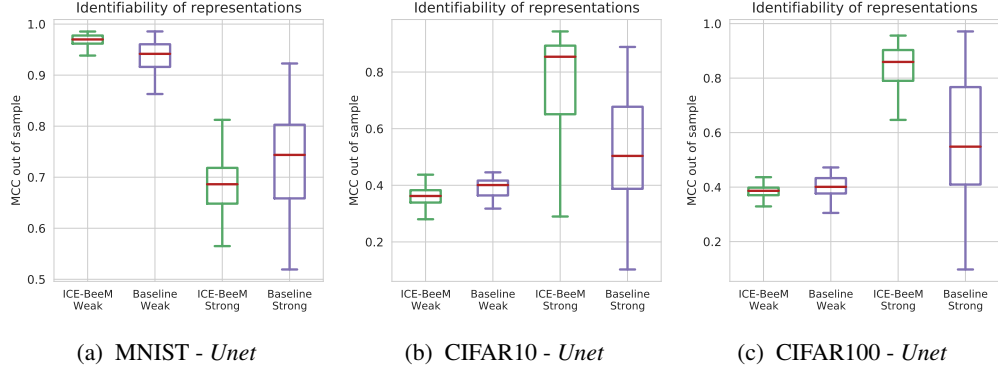 Identifiability of representations
MCC out of sample
1.0
0.9
0.8
0.7
0.6
0.5
ICE-BeeM
Weak
Baseline
Weak
ICE-BeeM
Strong
Baseline
Strong
(a) MNIST - Unet
Identifiability of representations
MCC out of sample
0.8
0.6
0.4
0.2
ICE-BeeM
Weak
Baseline
Weak
ICE-BeeM
Strong
Baseline
Strong
(b) CIFAR10 - Unet
Identifiability of representations
MCC out of sample
1.0
0.8
0.6
0.4
0.2
ICE-BeeM
Weak
Baseline
Weak
ICE-BeeM
Strong
Baseline
Strong
(c) CIFAR100 - Unet